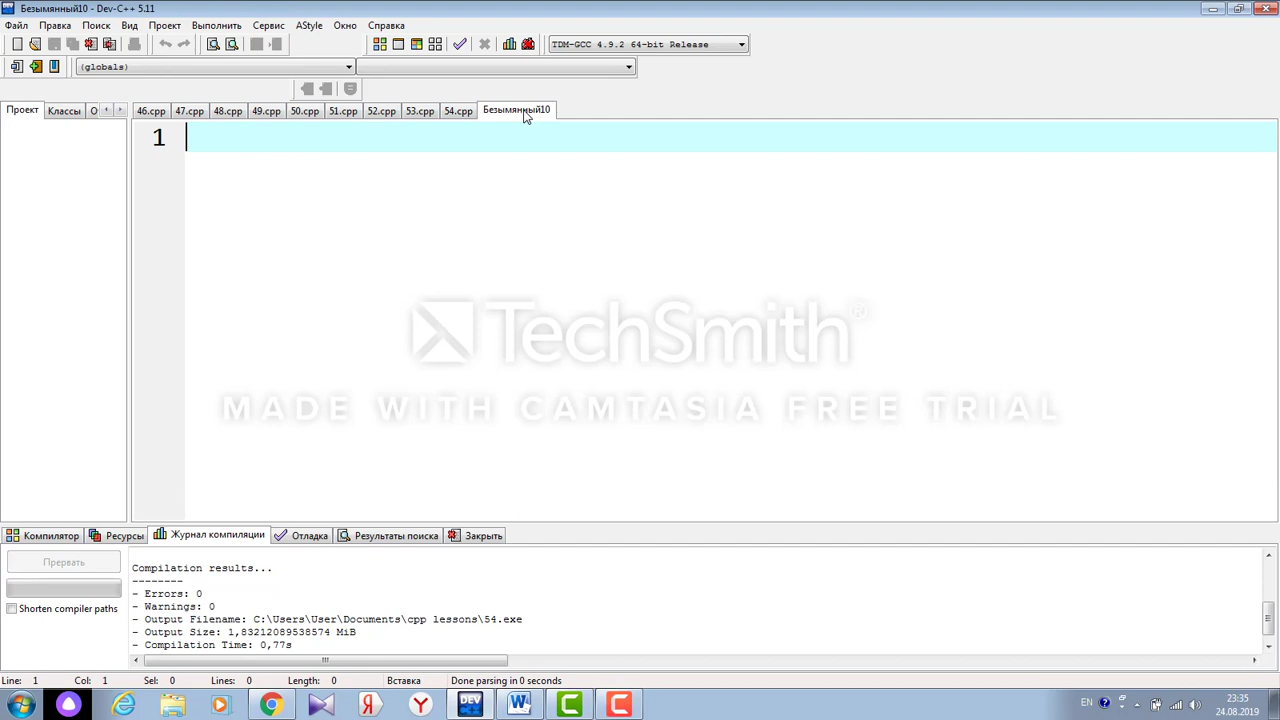 Безымянный10 - Dev-C++ 5.11
Файл Правка Поиск Вид Проект Выполнить Сервис AStyle Окно Справка
TDM-GCC 4.9.2 64-bit Release
(globals)
Проект Классы О 46.cpp 47.cpp 48.cpp 49.cpp 50.cpp 51.cpp 52.cpp 53.cpp 54.cpp Безымянный10
1
TechSmith®
MADE WITH CAMTASIA FREE TRIAL
Компилятор Ресурсы Журнал компиляции Отладка Результаты поиска Закрыть
Прервать
Shorten compiler paths
Compilation results...
--------
- Errors: 0
- Warnings: 0
- Output Filename: C:\Users\User\Documents\cpp lessons\54.exe
- Output Size: 1,83212089538574 MiB
- Compilation Time: 0,77s
Line: 1 Col: 1 Sel: 0 Lines: 0 Length: 0 Вставка Done parsing in 0 seconds
EN 23:35
24.08.2019